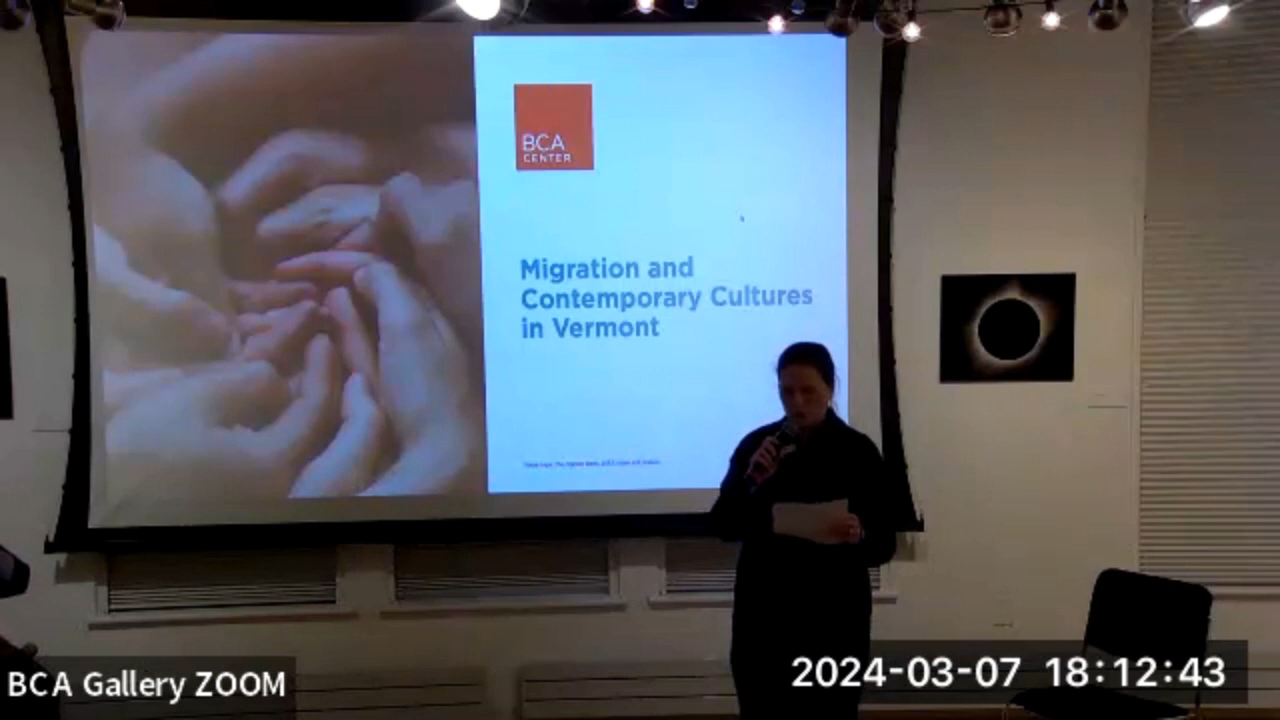 BCA
CENTER
Migration and
Contemporary Cultures
in Vermont
BCA Gallery ZOOM
2024-03-07 18:12:43